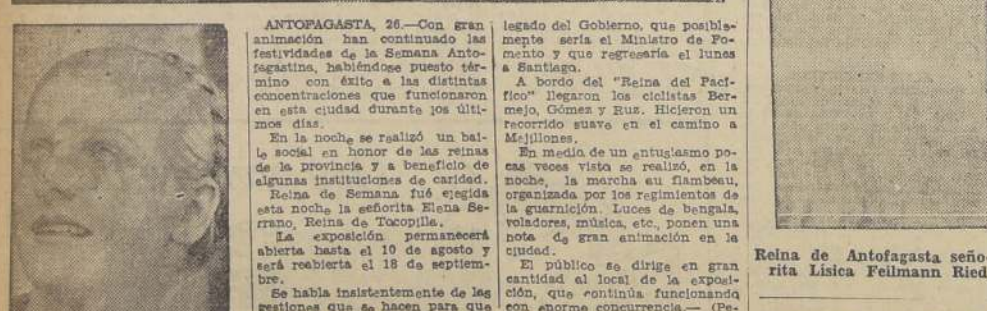 ANTOFAGASTA, 26.—Con gran
animación han continuado las
festividades de la Semana Anto-
fagastina, habiéndose puesto tér-
mino con éxito a las distintas
concentraciones que funcionaron
en esta ciudad durante los últi-
mos días.
En la noche se realizó un bai-
le social en honor de las reinas
de la provincia y a beneficio de
algunas instituciones de caridad.
Reina de Semana fué elegida
esta noche la señorita Elena Se-
rrano, Reina de Tocopilla.
La exposición permanecerá
abierta hasta el 10 de agosto y
será reabierta el 18 de septiem-
bre.
Se habla insistentemente de las
gestiones que se hacen para que
legado del Gobierno, que posible-
mente sería el Ministro de Fo-
mento y que regresaría el lunes
a Santiago.
A bordo del "Reina del Pací-
fico" llegaron los ciclistas Ber-
mejo, Gómez y Ruz. Hicieron un
recorrido suave en el camino a
Mejillones.
En medio de un entusiasmo po-
cas veces visto se realizó, en la
noche, la marcha au flambeau,
organizada por los regimientos de
la guarnición. Luces de bengala,
voladores, música, etc., ponen una
nota de gran animación en la
ciudad.
El público se dirige en gran
cantidad al local de la exposi-
ción, que continúa funcionando
con enorme concurrencia.— (Pe-
Reina de Antofagasta seño-
rita Lisica Feilmann Ried